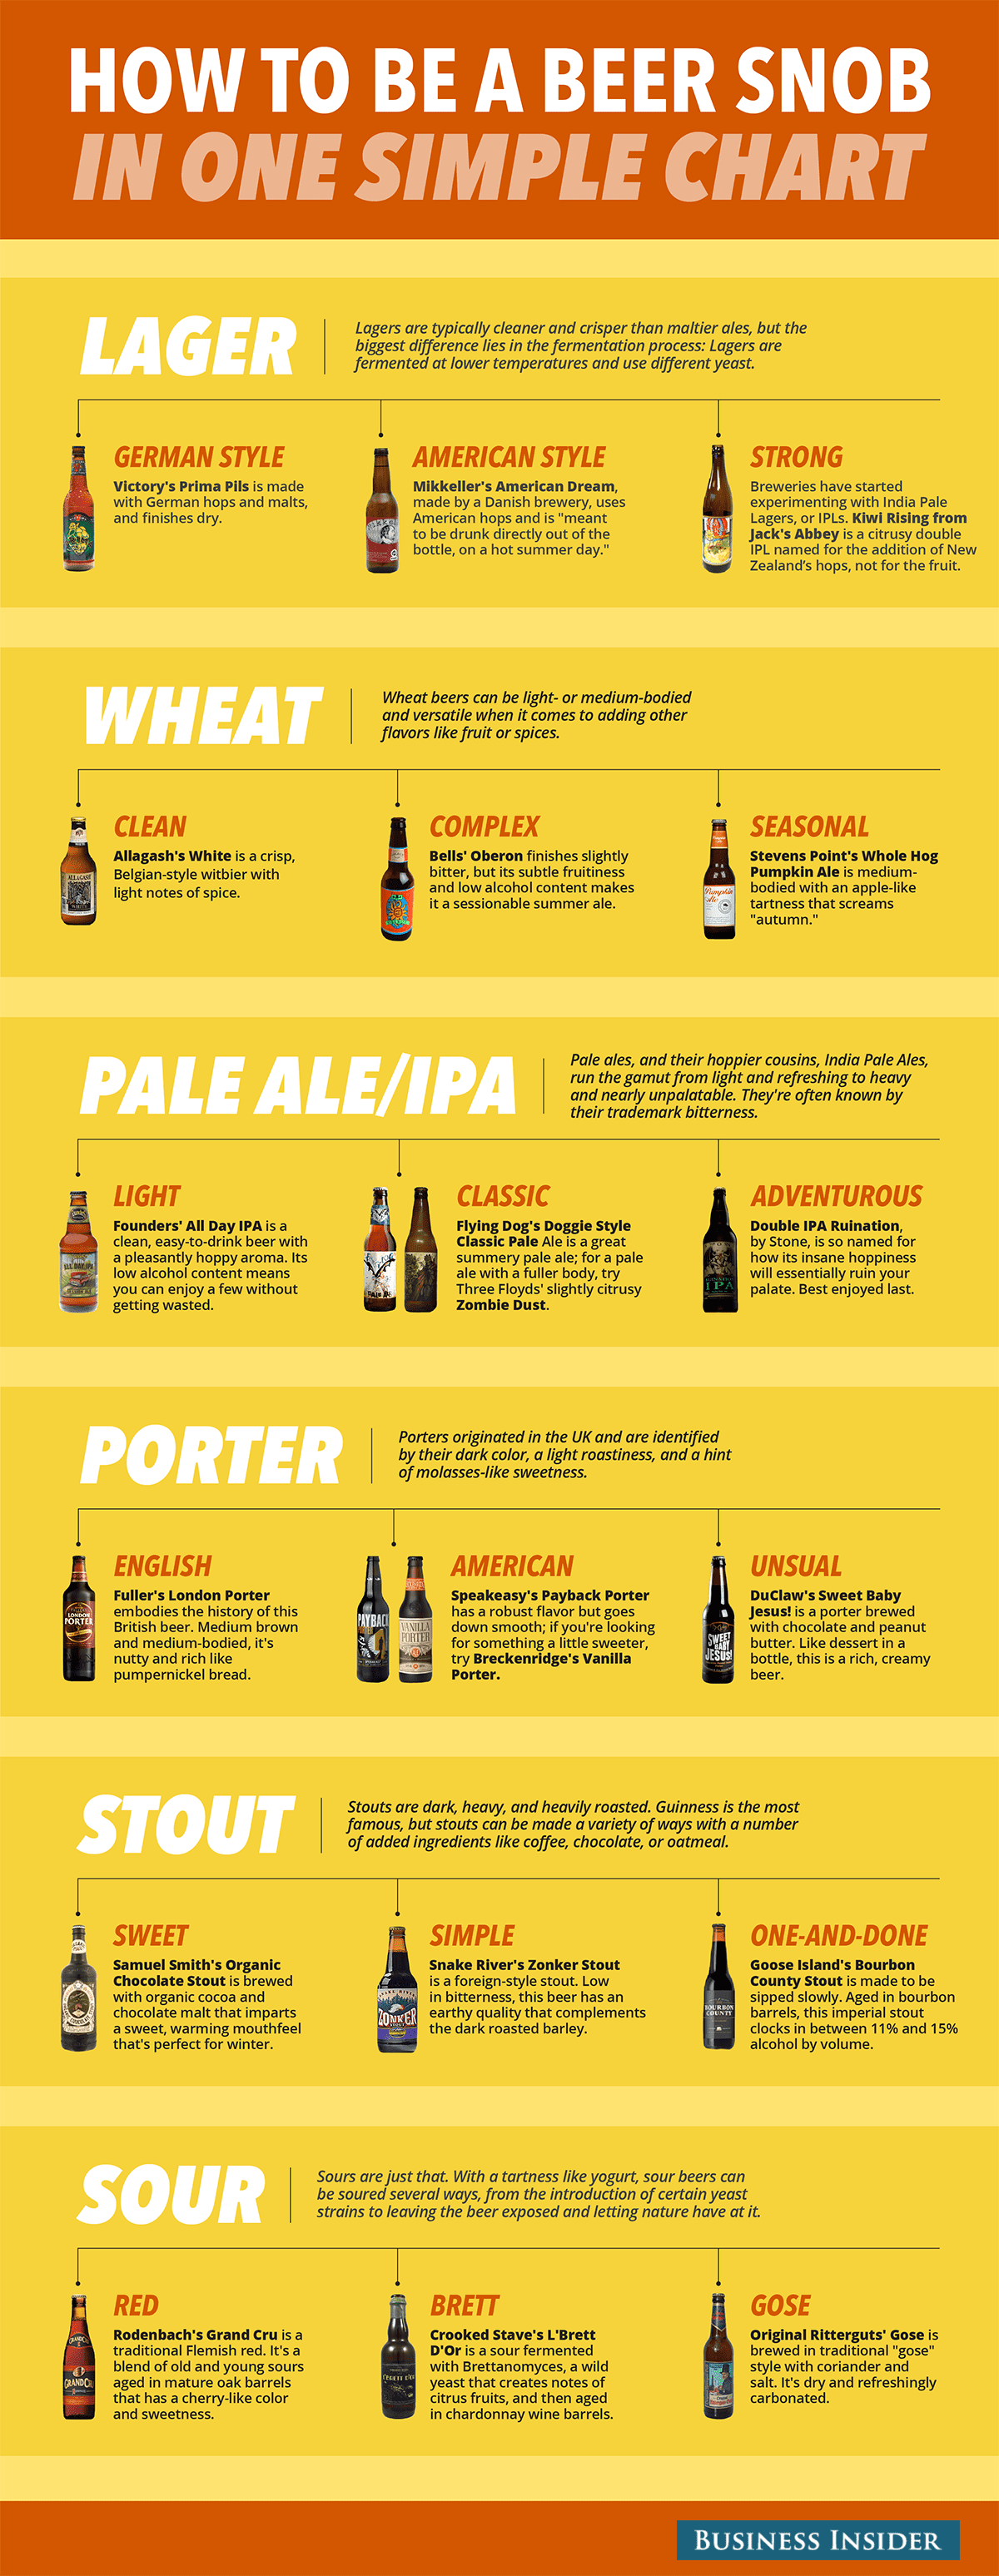 HOW TO BE A BEER SNOB
IN ONE SIMPLE CHART
LAGER
Lagers are typically cleaner and crisper than maltier ales, but the
biggest difference lies in the fermentation process: Lagers are
fermented at lower temperatures and use different yeast.
GERMAN STYLE
Victory's Prima Pils is made
with German hops and malts,
and finishes dry.
AMERICAN STYLE
Mikkeller's American Dream,
made by a Danish brewery, uses
American hops and is "meant
to be drunk directly out of the
bottle, on a hot summer day."
STRONG
Breweries have started
experimenting with India Pale
Lagers, or IPLs. Kiwi Rising from
Jack's Abbey is a citrusy double
IPL named for the addition of New
Zealand's hops, not for the fruit.
WHEAT
Wheat beers can be light- or medium-bodied
and versatile when it comes to adding other
flavors like fruit or spices.
CLEAN
Allagash's White is a crisp,
Belgian-style witbier with
light notes of spice.
ALLAGASH
COMPLEX
Bells' Oberon finishes slightly
bitter, but its subtle fruitiness
and low alcohol content makes
it a sessionable summer ale.
SEASONAL
Stevens Point's Whole Hog
Pumpkin Ale is medium-
bodied with an apple-like
tartness that screams
"autumn."
Pumpkin
Ale
PALE ALE/IPA
Pale ales, and their hoppier cousins, India Pale Ales,
run the gamut from light and refreshing to heavy
and nearly unpalatable. They're often known by
their trademark bitterness.
LIGHT
Founders' All Day IPA is a
clean, easy-to-drink beer with
a pleasantly hoppy aroma. Its
low alcohol content means
you can enjoy a few without
getting wasted.
ALL DAY IPA
CLASSIC
Flying Dog's Doggie Style
Classic Pale Ale is a great
summery pale ale; for a pale
ale with a fuller body, try
Three Floyds' slightly citrusy
Zombie Dust.
PALE ALE
ADVENTUROUS
Double IPA Ruination,
by Stone, is so named for
how its insane hoppiness
will essentially ruin your
palate. Best enjoyed last.
IPA
PORTER
Porters originated in the UK and are identified
by their dark color, a light roastiness, and a hint
of molasses-like sweetness.
ENGLISH
Fuller's London Porter
embodies the history of this
British beer. Medium brown
and medium-bodied, it's
nutty and rich like
pumpernickel bread.
LONDON
PORTER
AMERICAN
Speakeasy's Payback Porter
has a robust flavor but goes
down smooth; if you're looking
for something a little sweeter,
try Breckenridge's Vanilla
Porter.
PAYBACK
VANILLA
PORTER
UNSUAL
DuClaw's Sweet Baby
Jesus! is a porter brewed
with chocolate and peanut
butter. Like dessert in a
bottle, this is a rich, creamy
beer.
SWEET
BABY
JESUS!
STOUT
Stouts are dark, heavy, and heavily roasted. Guinness is the most
famous, but stouts can be made a variety of ways with a number
of added ingredients like coffee, chocolate, or oatmeal.
SWEET
Samuel Smith's Organic
Chocolate Stout is brewed
with organic cocoa and
chocolate malt that imparts
a sweet, warming mouthfeel
that's perfect for winter.
SIMPLE
Snake River's Zonker Stout
is a foreign-style stout. Low
in bitterness, this beer has an
earthy quality that complements
the dark roasted barley.
ZONKER
ONE-AND-DONE
Goose Island's Bourbon
County Stout is made to be
sipped slowly. Aged in bourbon
barrels, this imperial stout
clocks in between 11% and 15%
alcohol by volume.
BOURBON
COUNTY
SOUR
Sours are just that. With a tartness like yogurt, sour beers can
be soured several ways, from the introduction of certain yeast
strains to leaving the beer exposed and letting nature have at it.
RED
Rodenbach's Grand Cru is a
traditional Flemish red. It's a
blend of old and young sours
aged in mature oak barrels
that has a cherry-like color
and sweetness.
GRAND CRU
BRETT
Crooked Stave's L'Brett
D'Or is a sour fermented
with Brettanomyces, a wild
yeast that creates notes of
citrus fruits, and then aged
in chardonnay wine barrels.
GOSE
Original Ritterguts' Gose is
brewed in traditional "gose"
style with coriander and
salt. It's dry and refreshingly
carbonated.
BUSINESS INSIDER